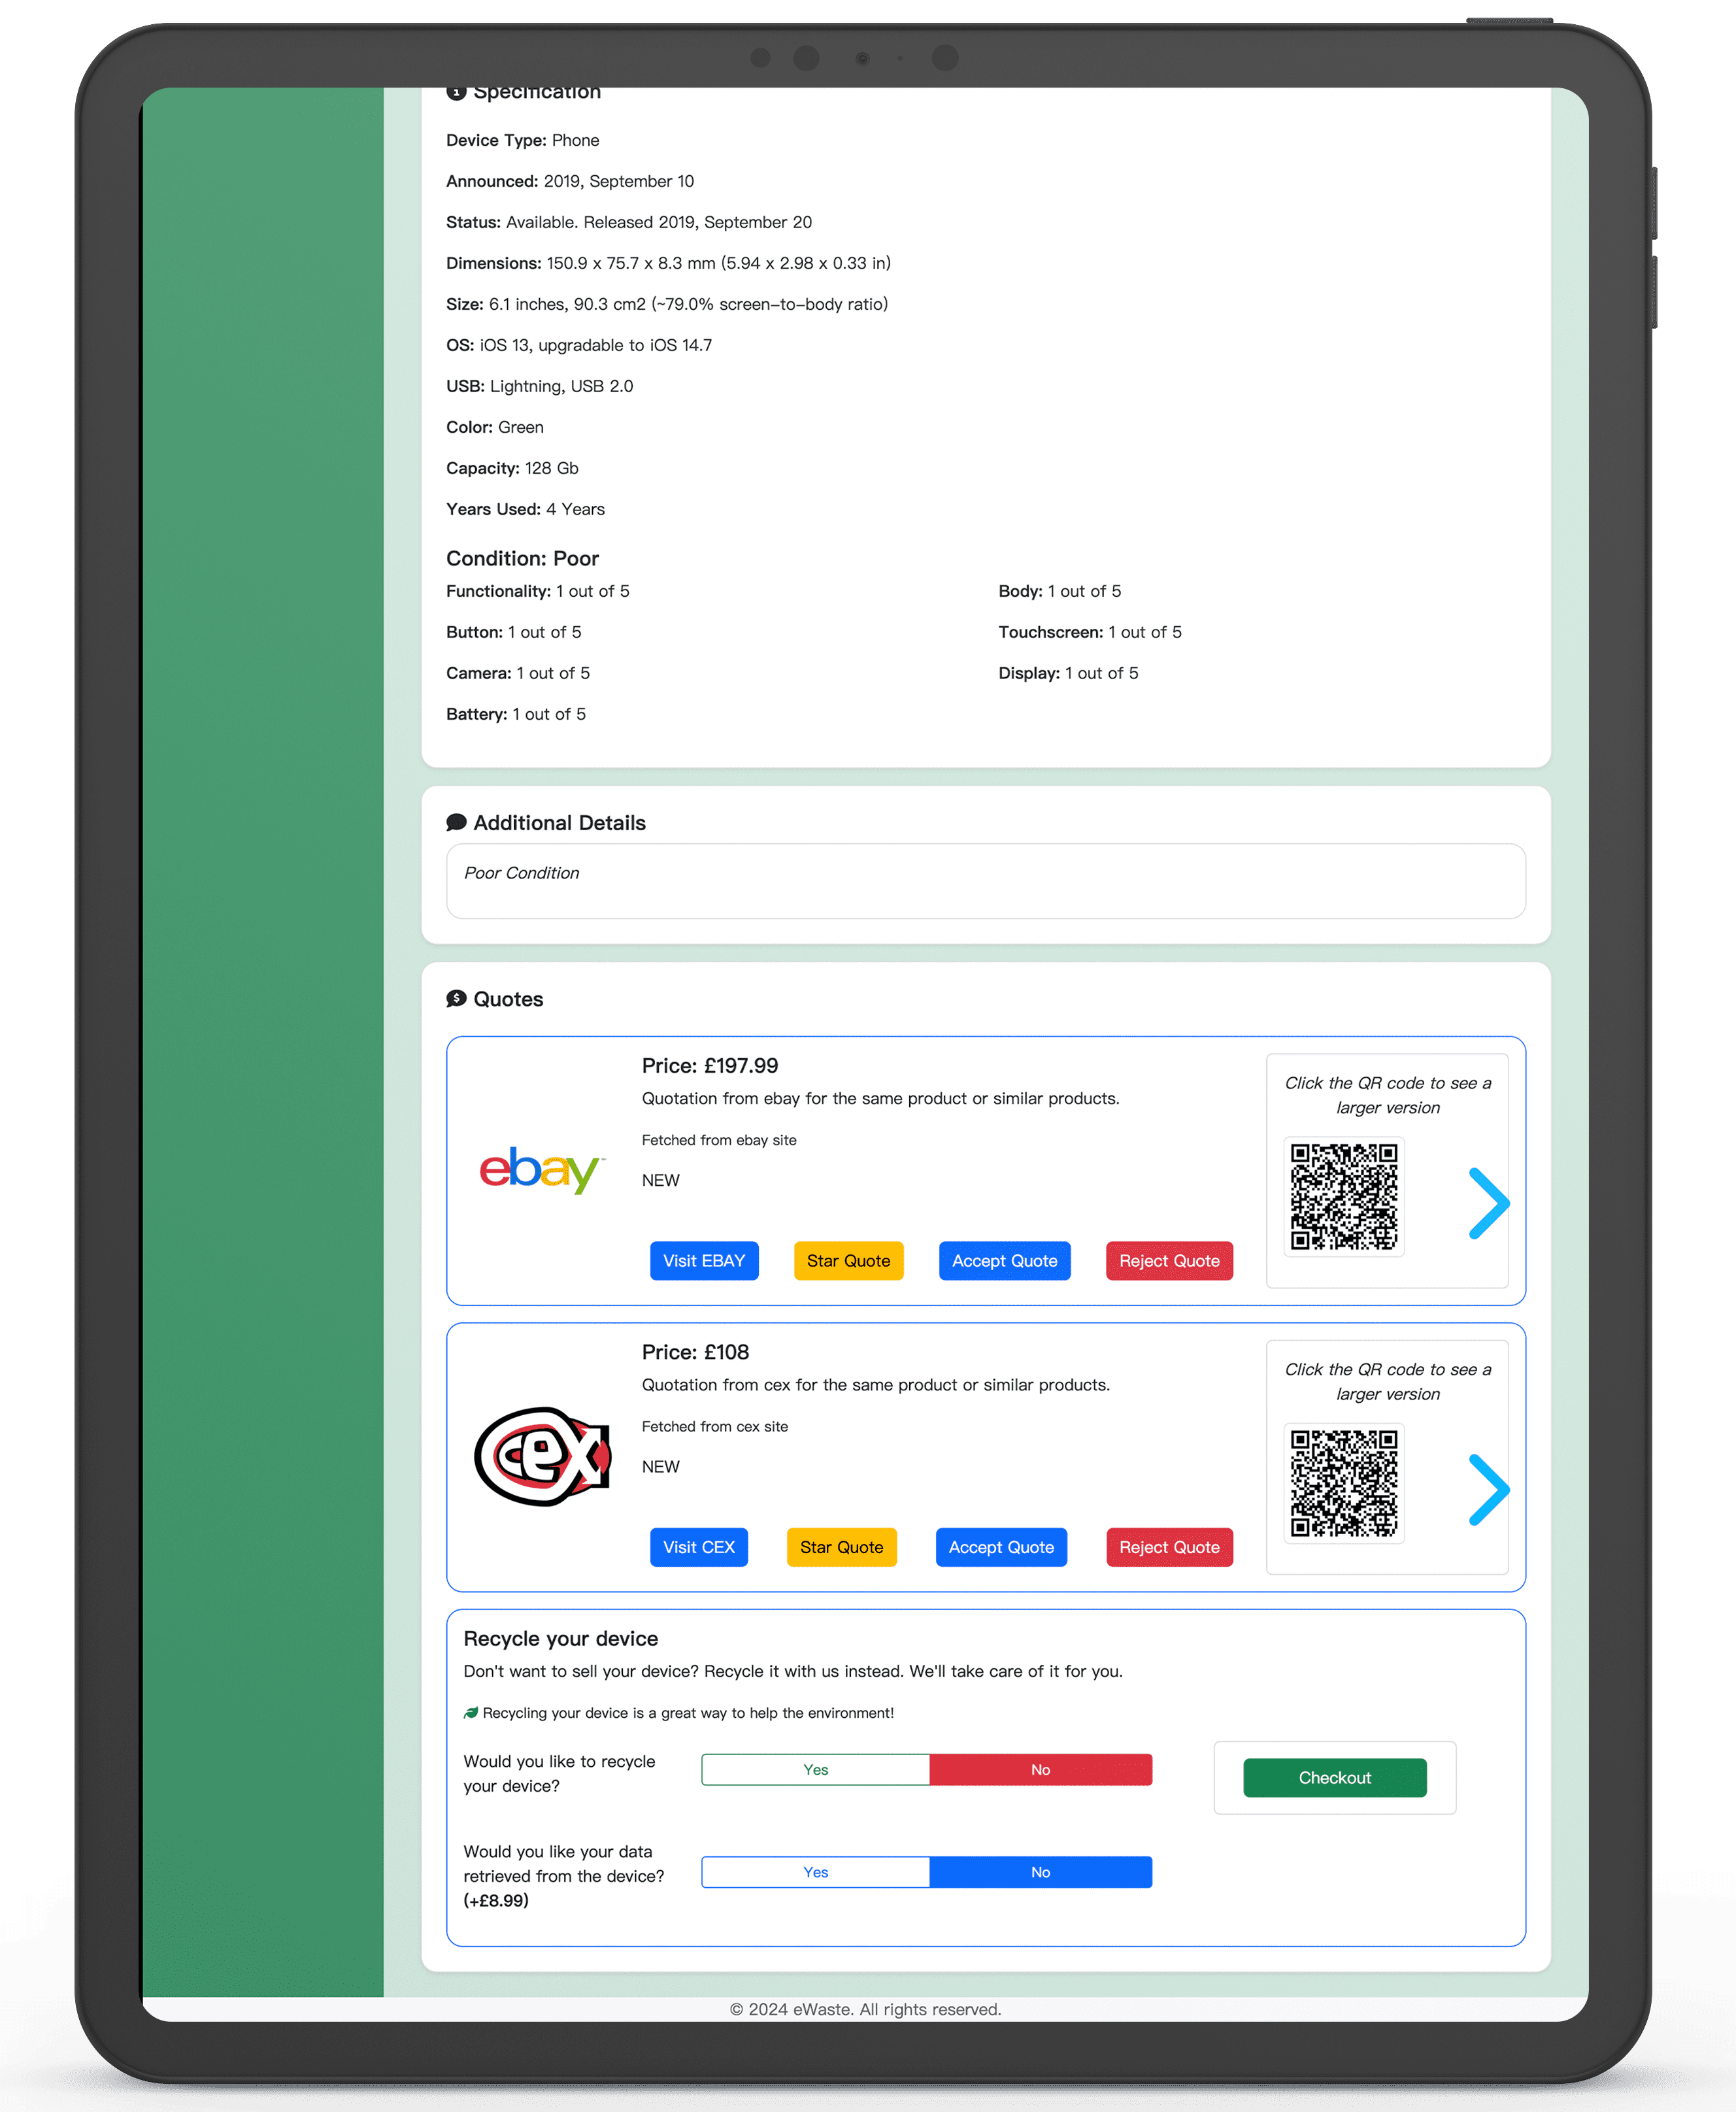 Specification
Device Type: Phone
Announced: 2019, September 10
Status: Available. Released 2019, September 20
Dimensions: 150.9 x 75.7 x 8.3 mm (5.94 x 2.98 x 0.33 in)
Size: 6.1 inches, 90.3 cm2 (~79.0% screen-to-body ratio)
OS: iOS 13, upgradable to iOS 14.7
USB: Lightning, USB 2.0
Color: Green
Capacity: 128 Gb
Years Used: 4 Years
Condition: Poor
Functionality: 1 out of 5
Body: 1 out of 5
Button: 1 out of 5
Touchscreen: 1 out of 5
Camera: 1 out of 5
Display: 1 out of 5
Battery: 1 out of 5
Additional Details
Poor Condition
Quotes
ebay™
Price: £197.99
Quotation from ebay for the same product or similar products.
Fetched from ebay site
NEW
Visit EBAY
Star Quote
Accept Quote
Reject Quote
Click the QR code to see a
larger version
cex
Price: £108
Quotation from cex for the same product or similar products.
Fetched from cex site
NEW
Visit CEX
Star Quote
Accept Quote
Reject Quote
Click the QR code to see a
larger version
Recycle your device
Don't want to sell your device? Recycle it with us instead. We'll take care of it for you.
Recycling your device is a great way to help the environment!
Would you like to recycle
your device?
Yes
No
Checkout
Would you like your data
retrieved from the device?
(+£8.99)
Yes
No
© 2024 eWaste. All rights reserved.